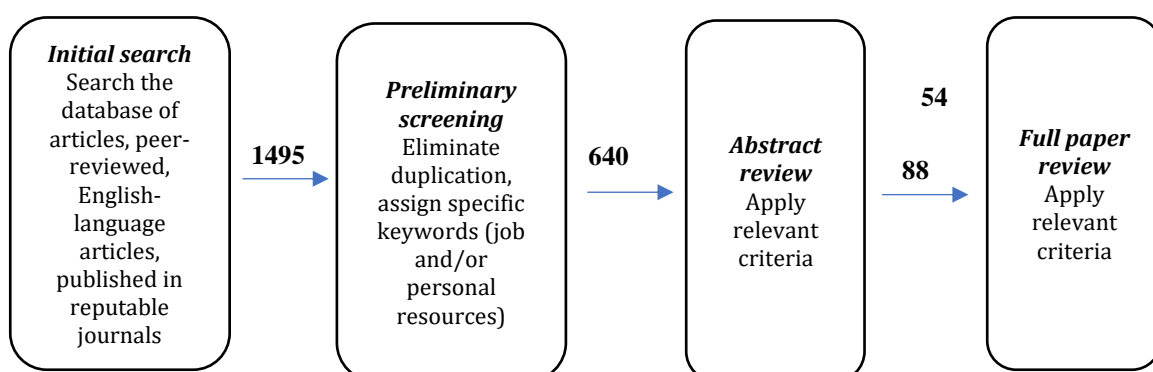 Initial search
Search the
database of
articles, peer-
reviewed,
English-
language
articles,
published in
reputable
journals
1495
Preliminary
screening
Eliminate
duplication,
assign specific
keywords (job
and/or
personal
resources)
640
Abstract
review
Apply
relevant
criteria
54
88
Full paper
review
Apply
relevant
criteria